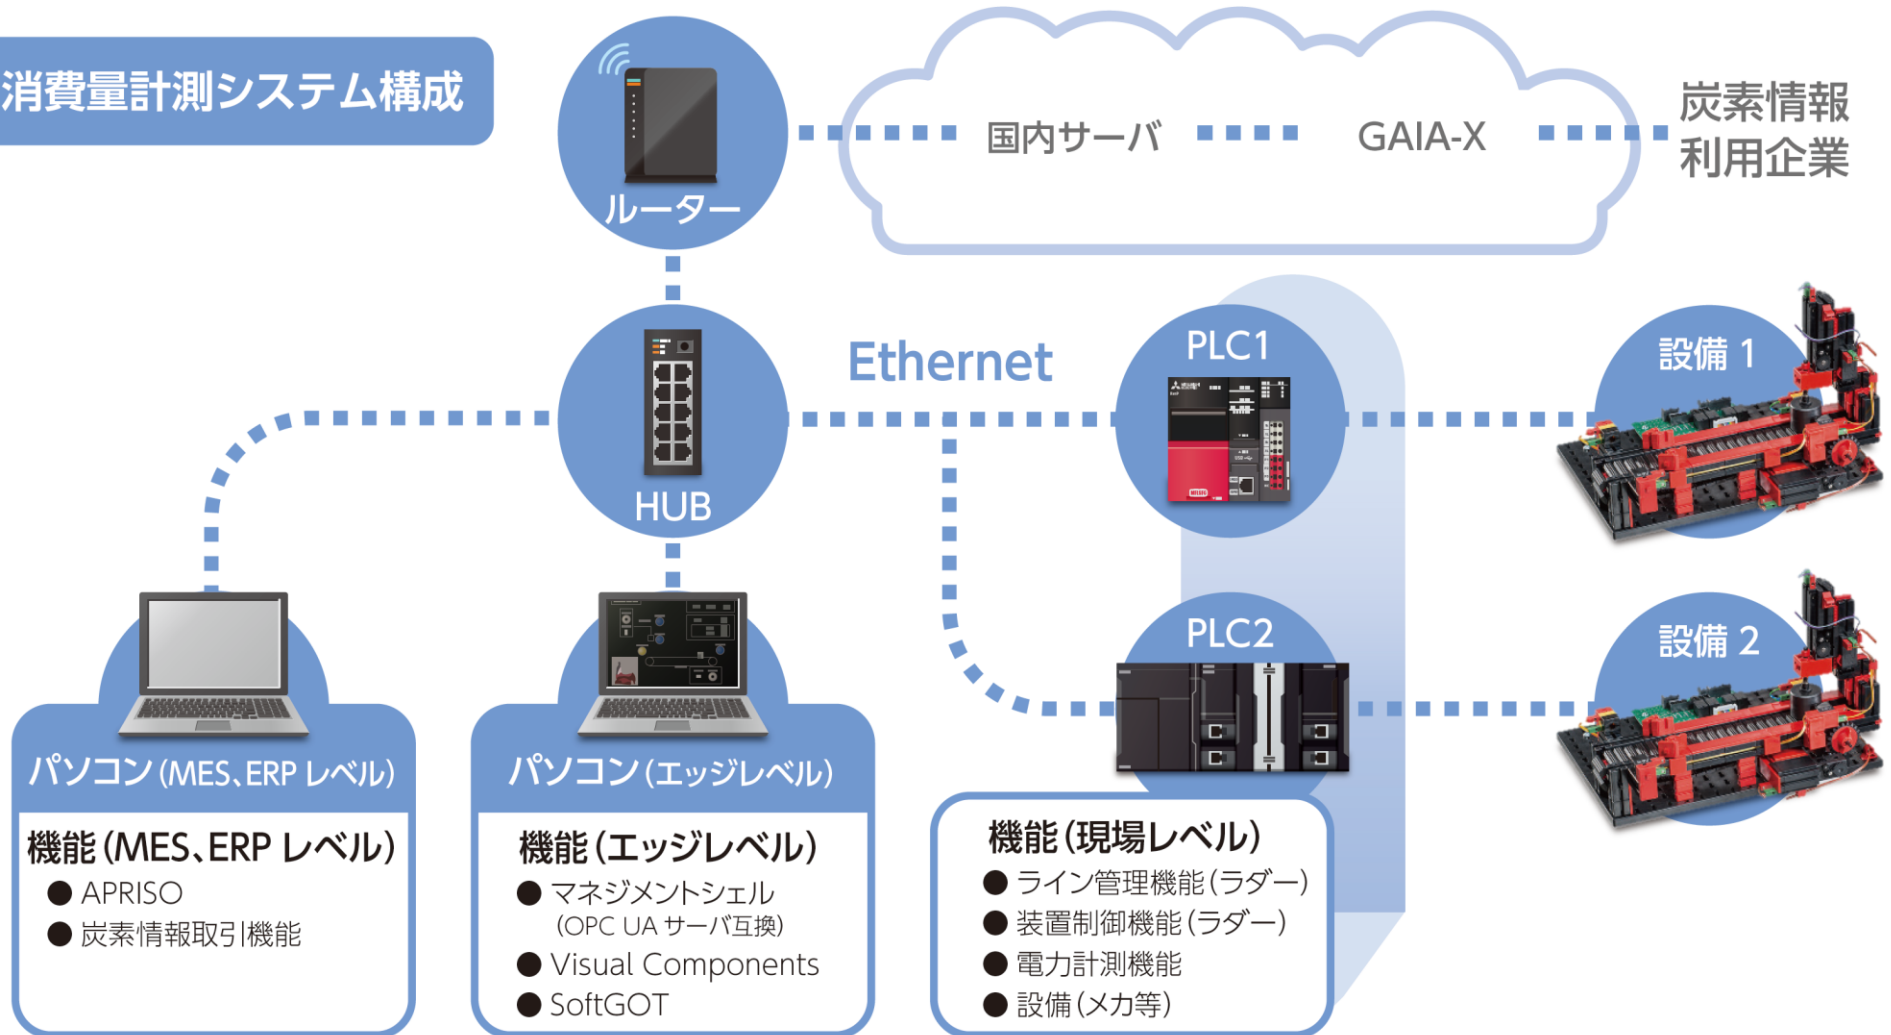 消費量計測システム構成
ルーター
国内サーバ
GAIA-X
炭素情報
利用企業
HUB
Ethernet
PLC1
設備 1
PLC2
設備 2
パソコン(MES、ERP レベル)
機能(MES、ERP レベル)
● APRISO
● 炭素情報取引機能
パソコン(エッジレベル)
機能(エッジレベル)
● マネジメントシェル
(OPC UA サーバ互換)
● Visual Components
● SoftGOT
機能(現場レベル)
● ライン管理機能(ラダー)
● 装置制御機能(ラダー)
● 電力計測機能
● 設備(メカ等)